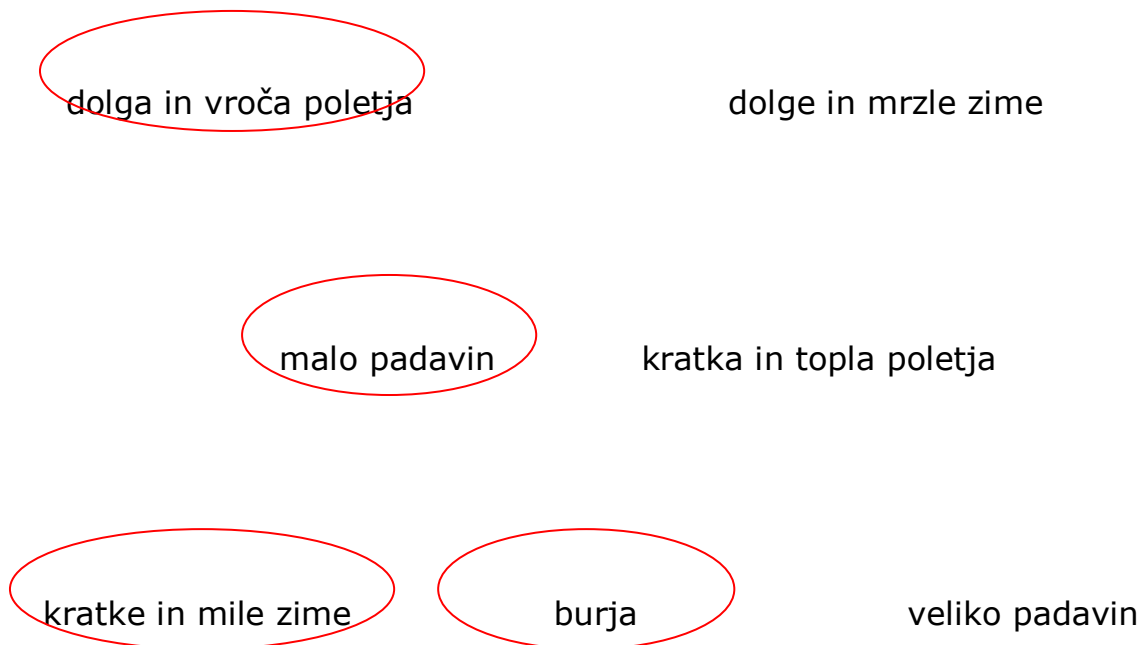 dolga in vroča poletja dolge in mrzle zime
malo padavin kratka in topla poletja
kratke in mile zime burja veliko padavin